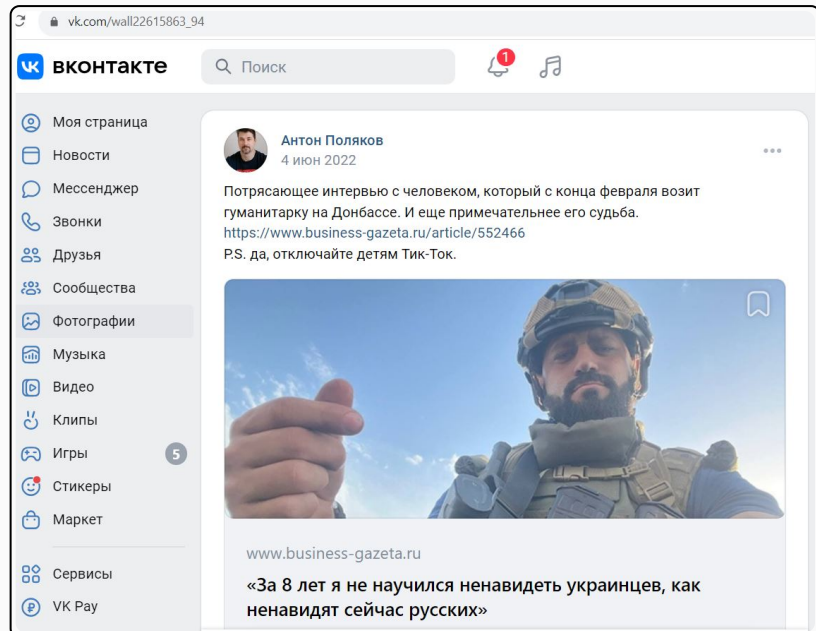 vk.com/wall22615863_94
вконтакте
Поиск
1
Моя страница
Новости
Мессенджер
Звонки
Друзья
Сообщества
Фотографии
Музыка
Видео
Клипы
Игры
5
Стикеры
Маркет
Сервисы
VK Pay
Антон Поляков
4 июн 2022
Потрясающее интервью с человеком, который с конца февраля возит
гуманитарку на Донбассе. И еще примечательнее его судьба.
https://www.business-gazeta.ru/article/552466
P.S. да, отключайте детям Тик-Ток.
www.business-gazeta.ru
«За 8 лет я не научился ненавидеть украинцев, как
ненавидят сейчас русских»